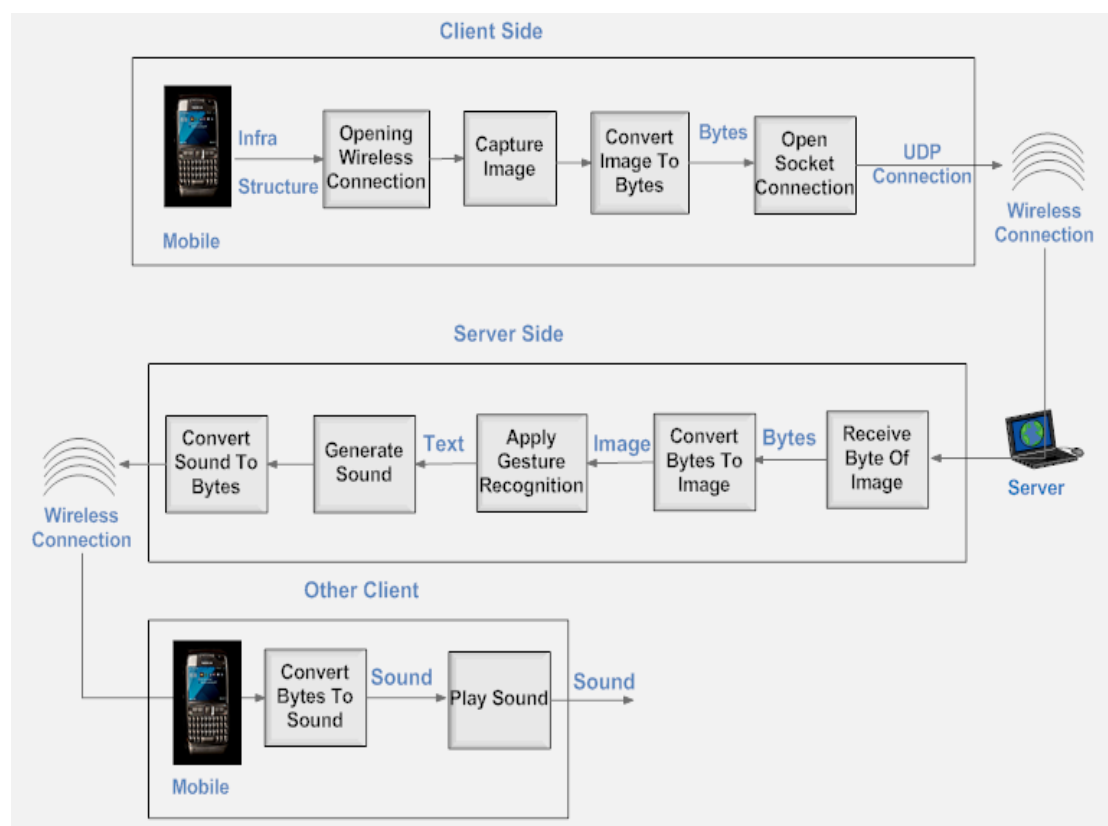 Client Side
Infra
Structure
Mobile
Opening
Wireless
Connection
Capture
Image
Convert
Image To
Bytes
Bytes
Open
Socket
Connection
UDP
Connection
Wireless
Connection
Server Side
Server
Receive
Byte Of
Image
Bytes
Convert
Bytes To
Image
Image
Apply
Gesture
Recognition
Text
Generate
Sound
Convert
Sound To
Bytes
Wireless
Connection
Other Client
Mobile
Convert
Bytes To
Sound
Sound
Play Sound
Sound